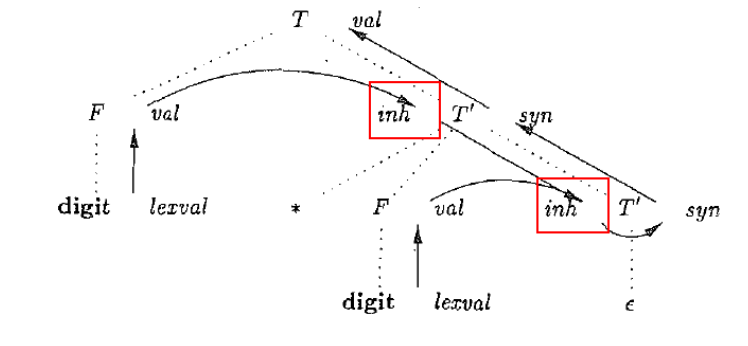 T val
F val inh T′ syn
digit lexval * F val inh T′ syn
digit lexval ϵ